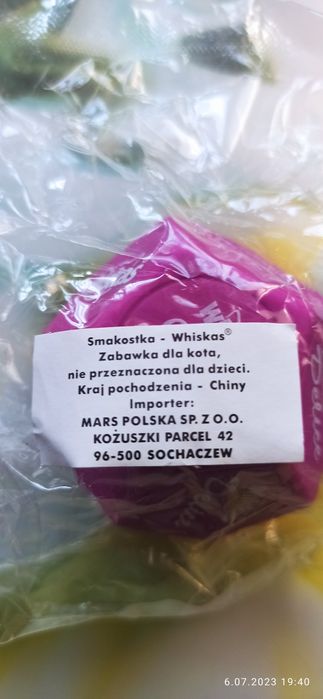 Smakostka - Whiskas®
Zabawka dla kota,
nie przeznaczona dla dzieci.
Kraj pochodzenia - Chiny
Importer:
MARS POLSKA SP. Z O.O.
KOŻUSZKI PARCEL 42
96-500 SOCHACZEW
6.07.2023 19:40